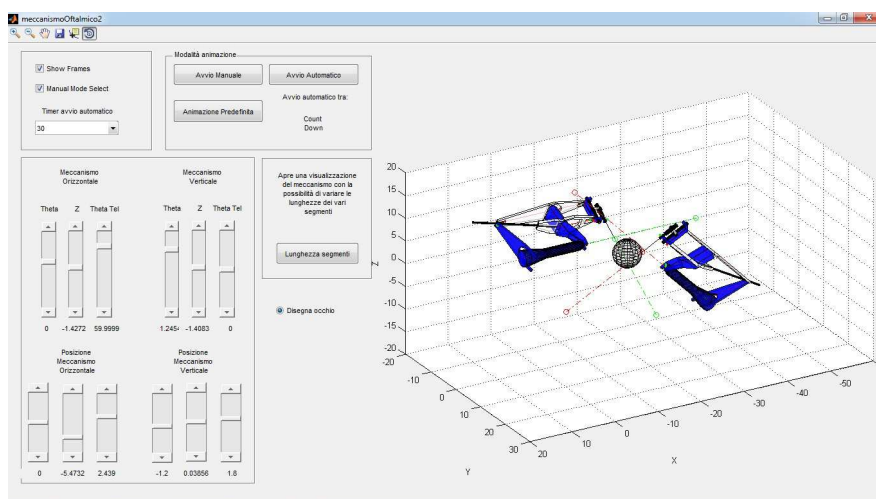 meccanismoOftalmico2
Show Frames
Manual Mode Select
Timer avvio automatico
30
Modalità animazione
Avvio Manuale
Avvio Automatico
Animazione Predefinita
Avvio automatico tra:
Count
Down
Meccanismo
Orizzontale
Meccanismo
Verticale
Theta Z Theta Tel
Theta Z Theta Tel
0 -1.4272 59.9999
-1.4083 0
Posizione
Meccanismo
Orizzontale
Posizione
Meccanismo
Verticale
0 -5.4732 2.439
-1.2 0.03856 1.8
Apre una visualizzazione
del meccanismo con la
possibilità di variare le
lunghezze dei vari
segmenti
Lunghezza segmenti
Disegna occhio
20
15
10
5
0
-5
-10
-15
-20
Z
-20
-10
0
10
20
30
Y
20
10
0
-10
-20
-30
-40
-50
X